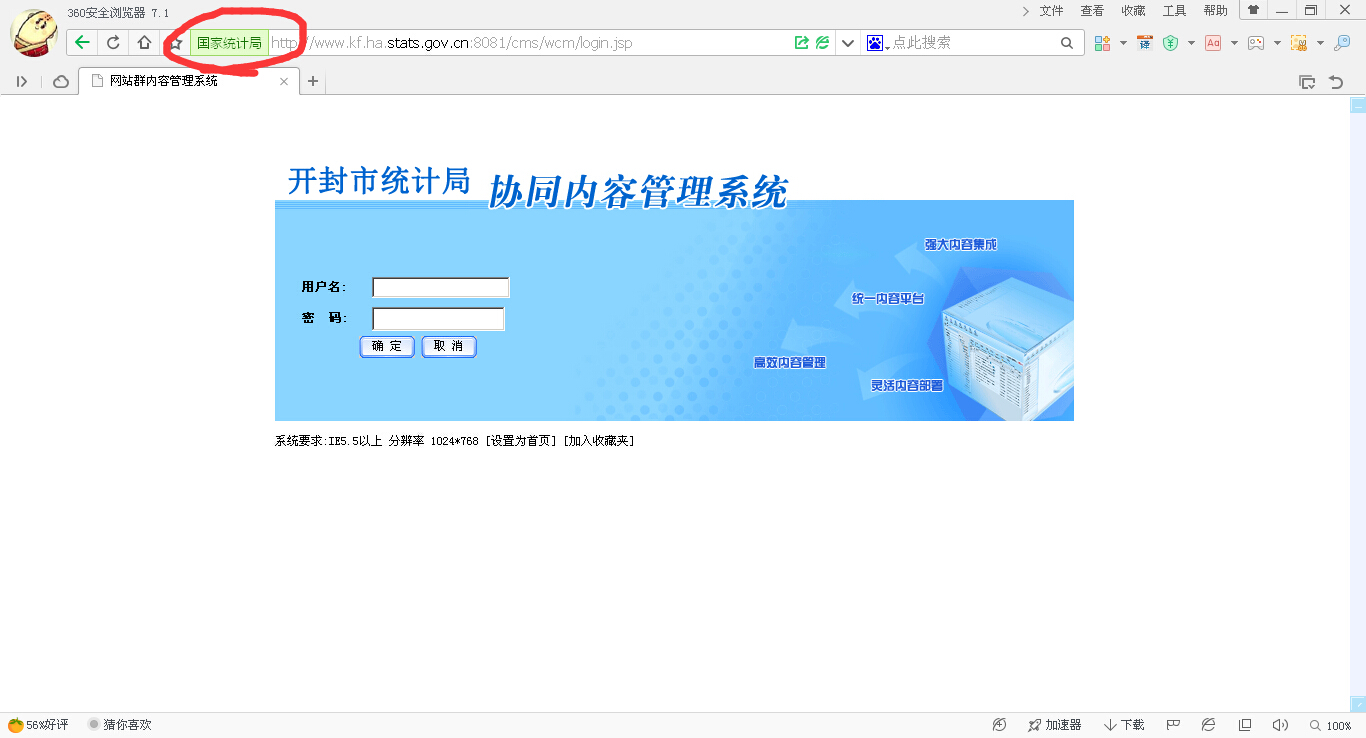 360安全浏览器 7.1
文件 查看 收藏 工具 帮助
国家统计局 http://www.kf.ha.stats.gov.cn:8081/cms/wcm/login.jsp
点此搜索
译
Aa
网站群内容管理系统
开封市统计局 协同内容管理系统
强大内容集成
用户名:
统一内容平台
密 码:
确 定 取 消
高效内容管理
灵活内容部署
系统要求:IE5.5以上 分辨率 1024*768 [设置为首页] [加入收藏夹]
56%好评 猜你喜欢 加速器 下载 100%